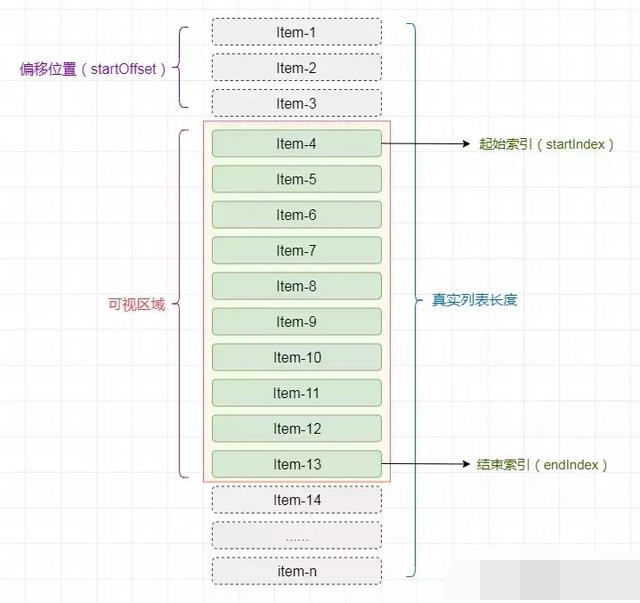 Item-1
偏移位置（startOffset）
Item-2
Item-3
Item-4
起始索引（startIndex）
Item-5
Item-6
Item-7
Item-8
可视区域
真实列表长度
Item-9
Item-10
Item-11
Item-12
Item-13
结束索引（endIndex）
Item-14
......
item-n